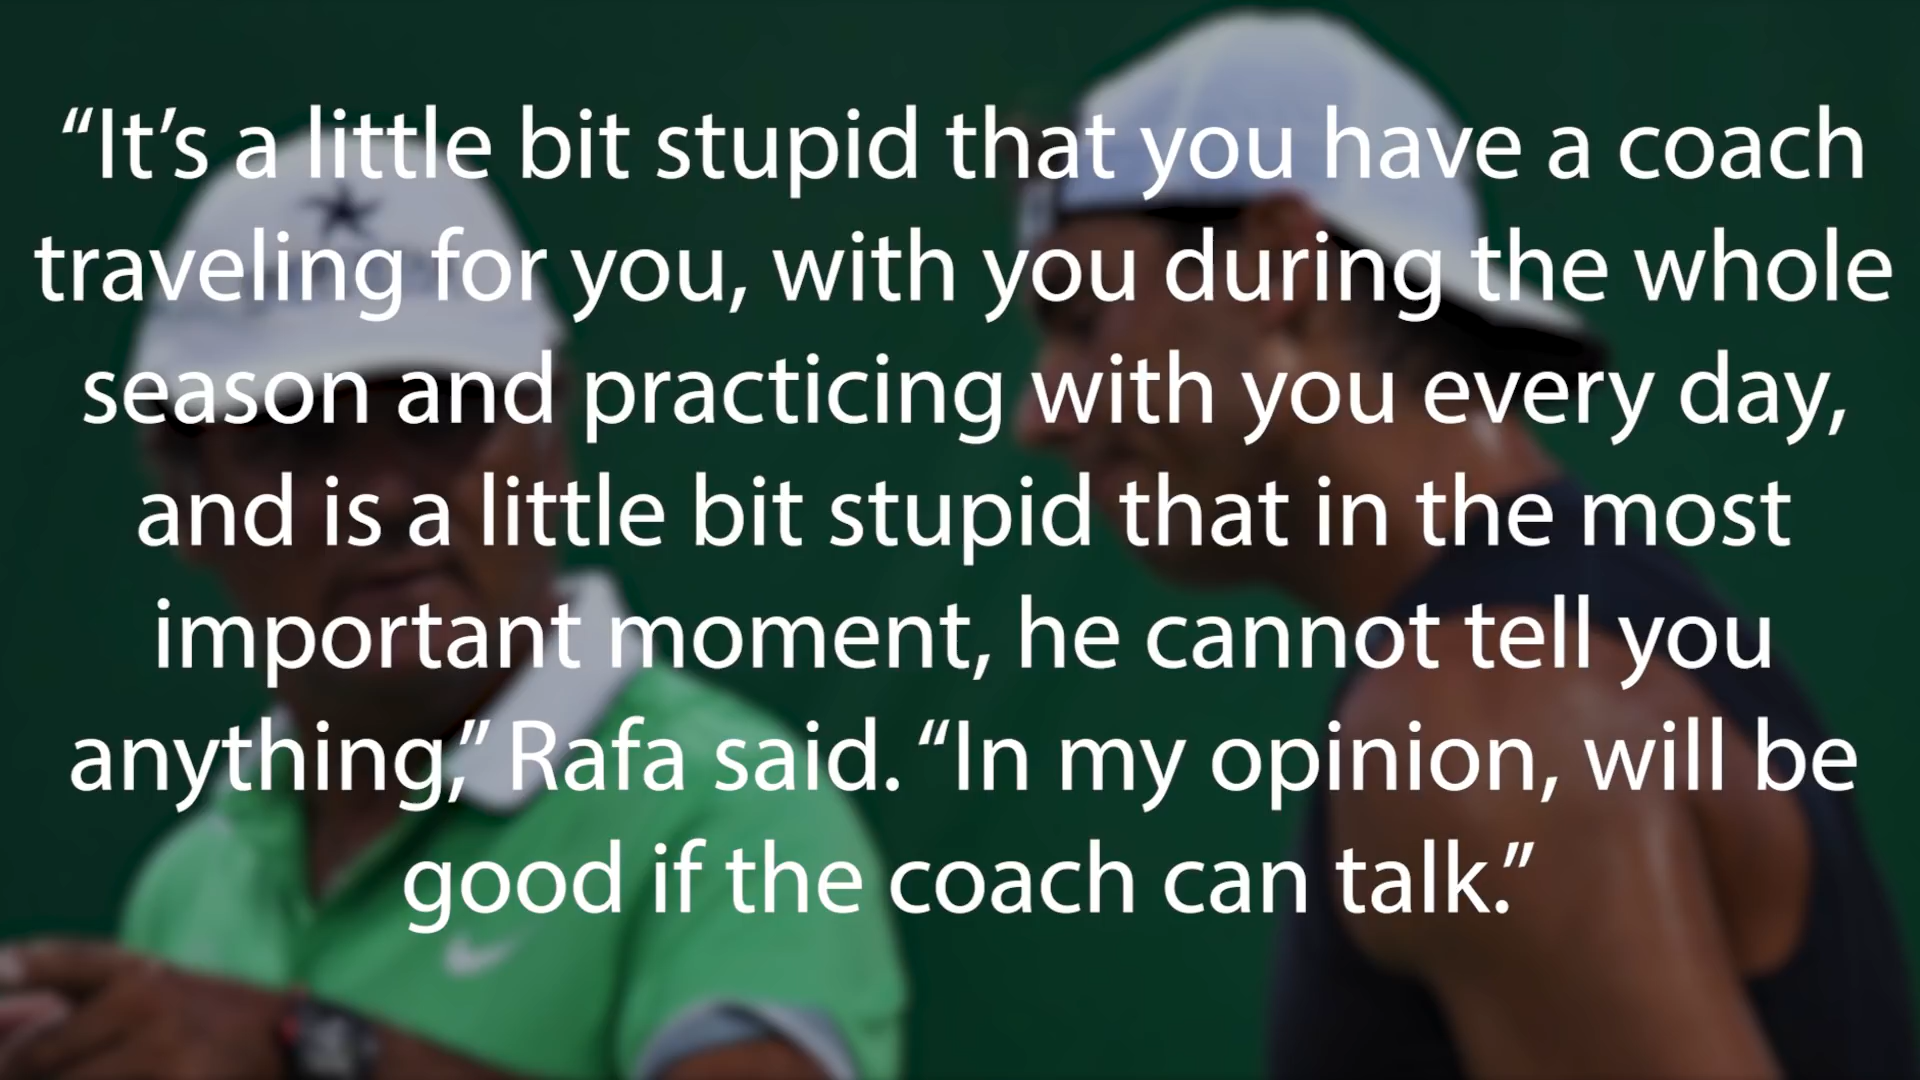 “It’s a little bit stupid that you have a coach
traveling for you, with you during the whole
season and practicing with you every day,
and is a little bit stupid that in the most
important moment, he cannot tell you
anything,” Rafa said. “In my opinion, will be
good if the coach can talk.”